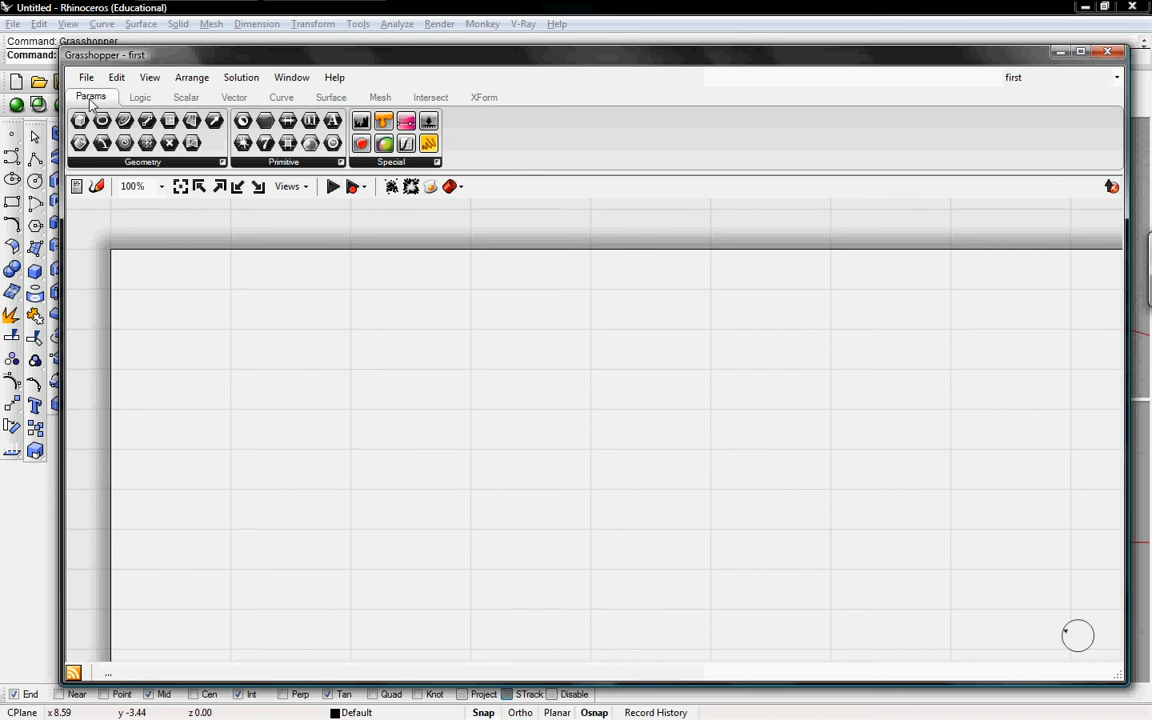 Untitled - Rhinoceros (Educational)
File Edit View Curve Surface Solid Mesh Dimension Transform Tools Analyze Render Monkey V-Ray Help
Command: Grasshopper
Command:
Grasshopper - first
File Edit View Arrange Solution Window Help first
Params Logic Scalar Vector Curve Surface Mesh Intersect XForm
Geometry Primitive Special
100% Views
...
End Near Point Mid Cen Int Perp Tan Quad Knot Project STrack Disable
CPlane x 8.59 y -3.44 z 0.00 Default Snap Ortho Planar Osnap Record History